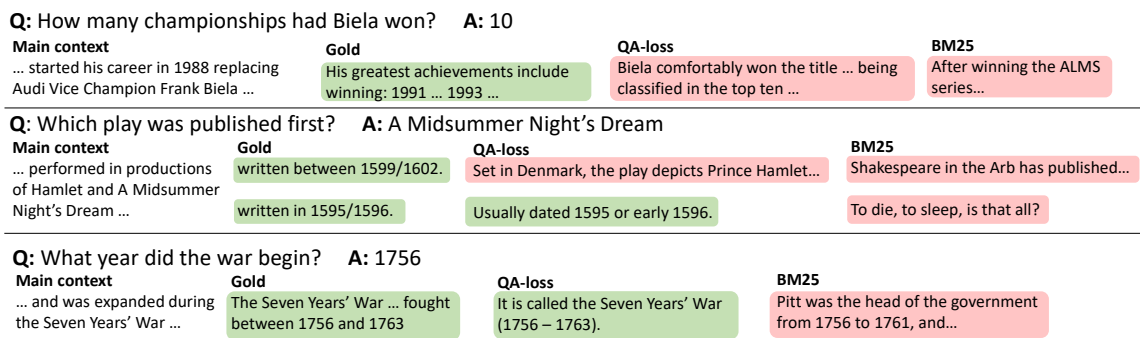 Q: How many championships had Biela won? A: 10
Main context
… started his career in 1988 replacing
Audi Vice Champion Frank Biela …
Gold
His greatest achievements include
winning: 1991 … 1993 …
QA-loss
Biela comfortably won the title … being
classified in the top ten …
BM25
After winning the ALMS
series…
Q: Which play was published first? A: A Midsummer Night’s Dream
Main context
… performed in productions
of Hamlet and A Midsummer
Night’s Dream …
Gold
written between 1599/1602.
written in 1595/1596.
QA-loss
Set in Denmark, the play depicts Prince Hamlet…
Usually dated 1595 or early 1596.
BM25
Shakespeare in the Arb has published…
To die, to sleep, is that all?
Q: What year did the war begin? A: 1756
Main context
… and was expanded during
the Seven Years’ War …
Gold
The Seven Years’ War … fought
between 1756 and 1763
QA-loss
It is called the Seven Years’ War
(1756 – 1763).
BM25
Pitt was the head of the government
from 1756 to 1761, and…